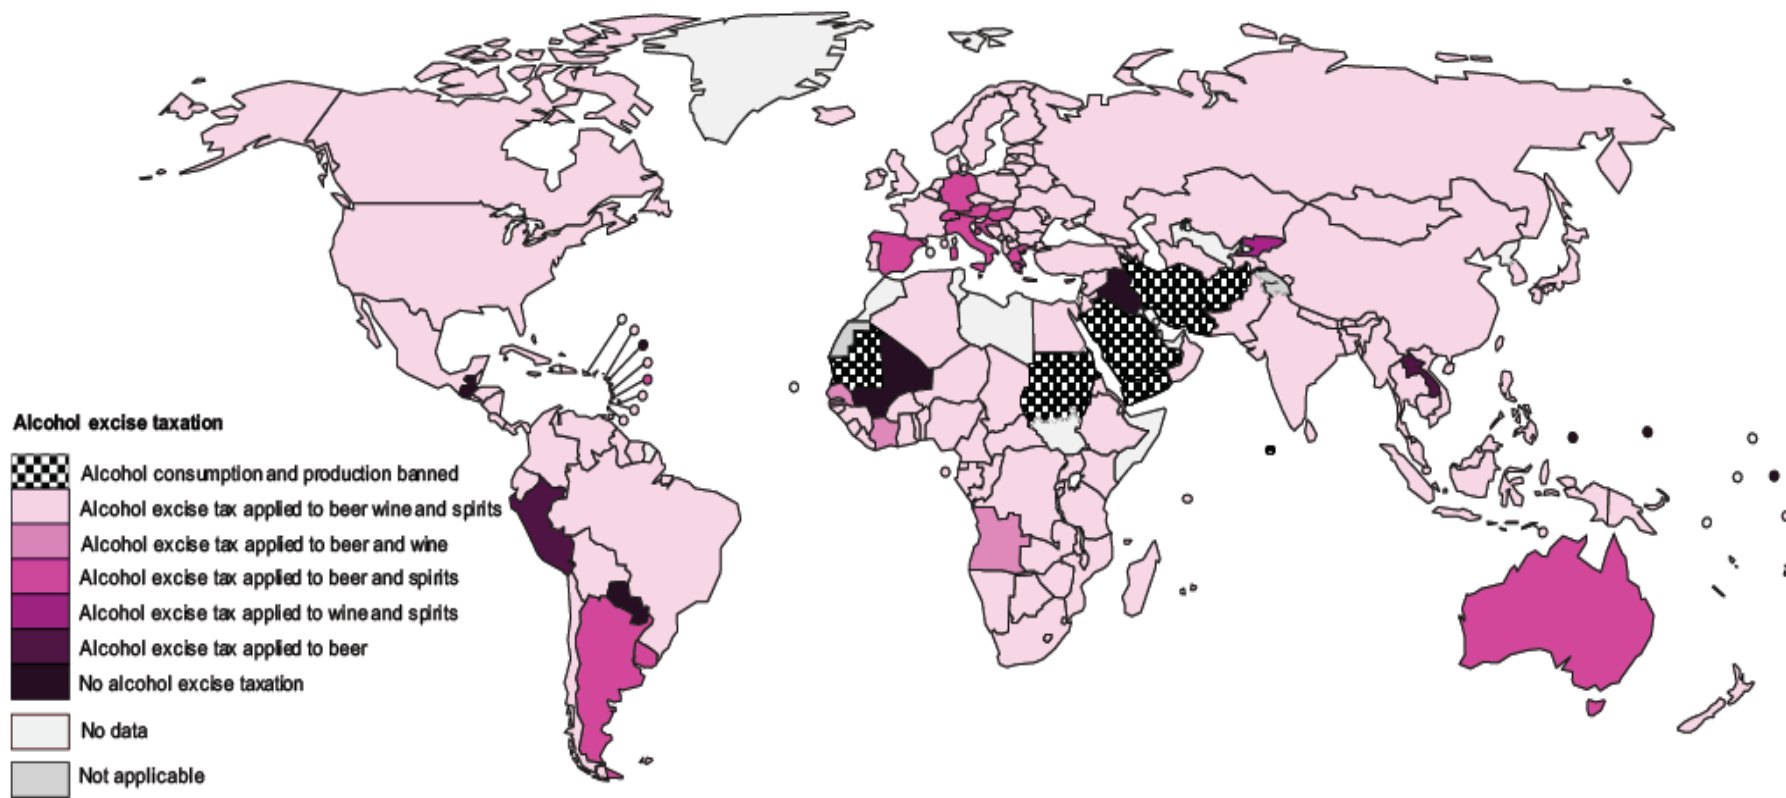 Alcohol excise taxation
Alcohol consumption and production banned
Alcohol excise tax applied to beer wine and spirits
Alcohol excise tax applied to beer and wine
Alcohol excise tax applied to beer and spirits
Alcohol excise tax applied to wine and spirits
Alcohol excise tax applied to beer
No alcohol excise taxation
No data
Not applicable